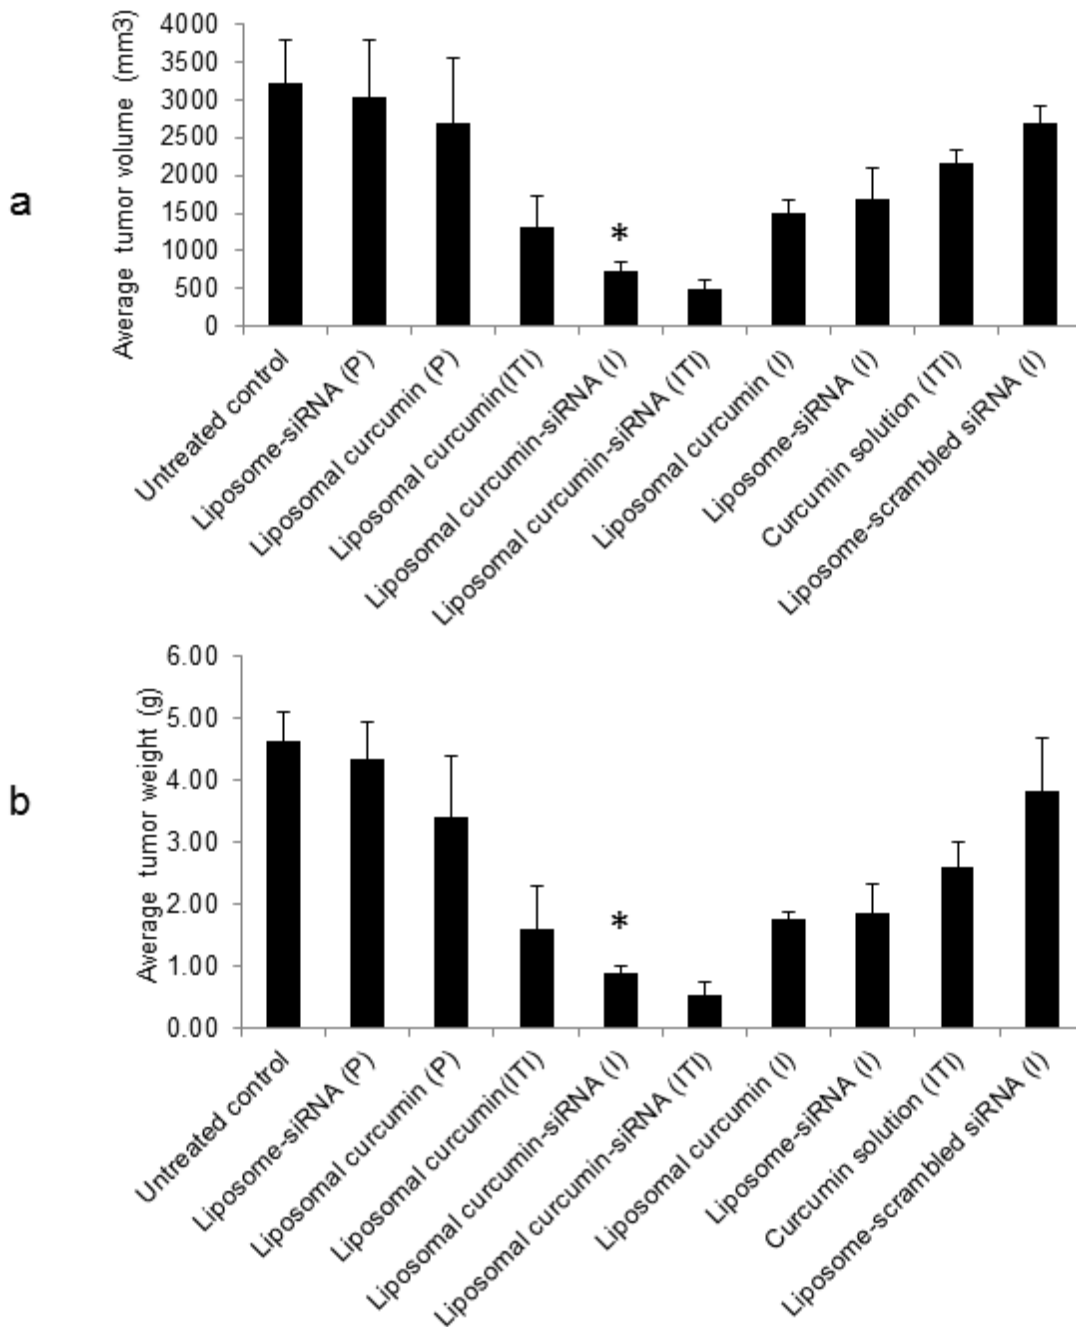 a
Average tumor volume (mm3)
4000
3500
3000
2500
2000
1500
1000
500
0
*
Untreated control
Liposome-siRNA (P)
Liposomal curcumin (P)
Liposomal curcumin(ITI)
Liposomal curcumin-siRNA (I)
Liposomal curcumin-siRNA (ITI)
Liposomal curcumin (I)
Liposome-siRNA (I)
Curcumin solution (ITI)
Liposome-scrambled siRNA (I)
b
Average tumor weight (g)
6.00
5.00
4.00
3.00
2.00
1.00
0.00
*
Untreated control
Liposome-siRNA (P)
Liposomal curcumin (P)
Liposomal curcumin(ITI)
Liposomal curcumin-siRNA (I)
Liposomal curcumin-siRNA (ITI)
Liposomal curcumin (I)
Liposome-siRNA (I)
Curcumin solution (ITI)
Liposome-scrambled siRNA (I)